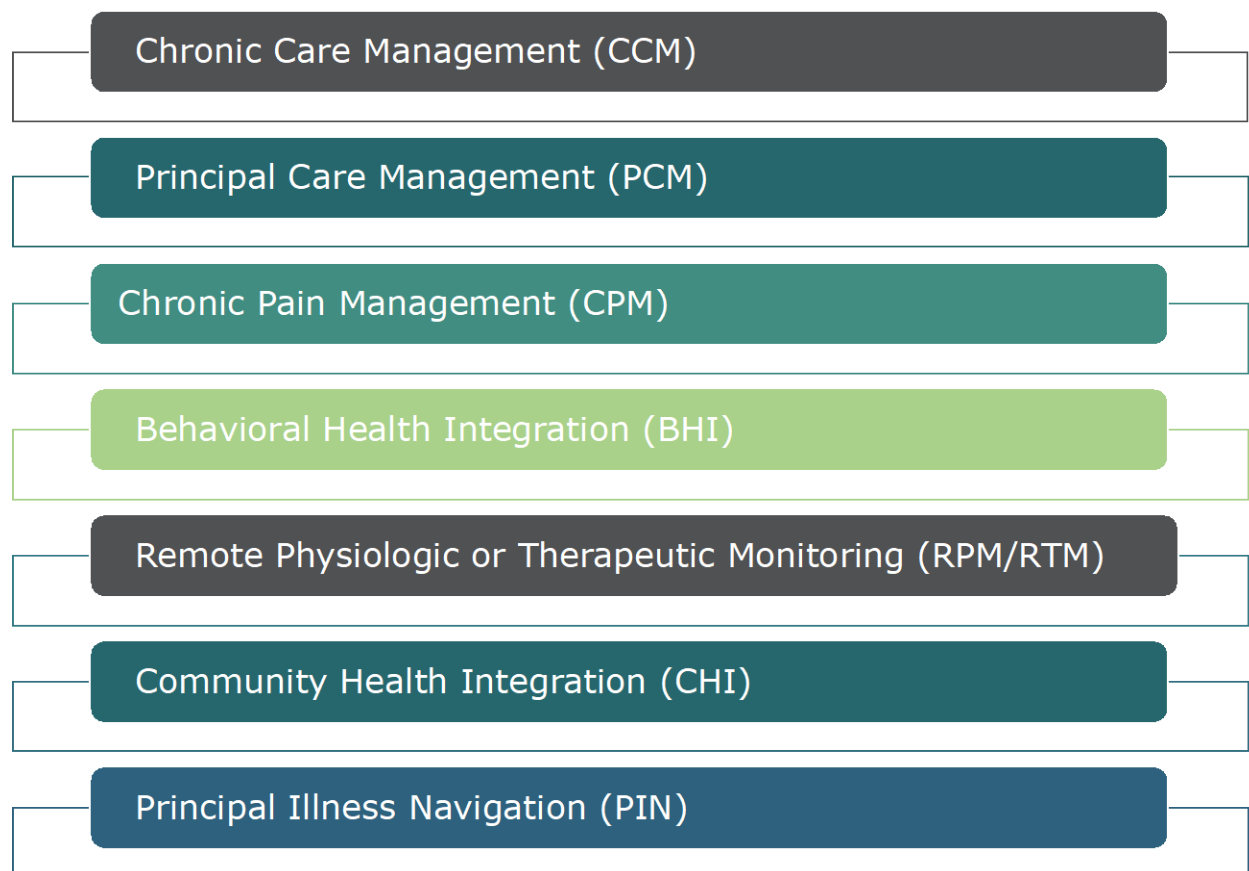 Chronic Care Management (CCM)
Principal Care Management (PCM)
Chronic Pain Management (CPM)
Behavioral Health Integration (BHI)
Remote Physiologic or Therapeutic Monitoring (RPM/RTM)
Community Health Integration (CHI)
Principal Illness Navigation (PIN)